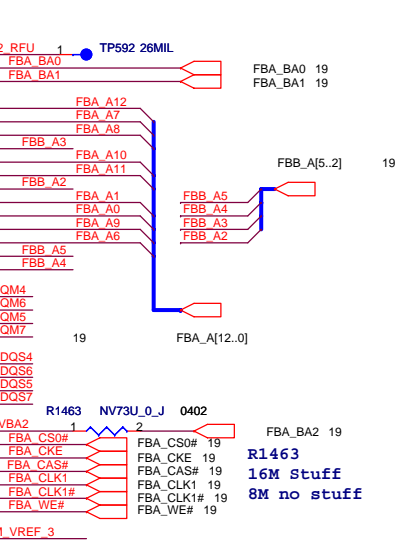 2_RFU 1 TP592 26MIL
FBA_BA0 FBA_BA0 19
FBA_BA1 FBA_BA1 19
FBA_A12
FBA_A7
FBA_A8
FBB_A3
FBA_A10
FBA_A11
FBB_A[5..2] 19
FBB_A2
FBA_A1 FBB_A5
FBA_A0 FBB_A4
FBA_A9 FBB_A3
FBA_A6 FBB_A2
FBB_A5
FBB_A4
QM4
QM6
QM5
QM7
19 FBA_A[12..0]
DQS4
DQS6
DQS5
DQS7
R1463 NV73U_0_J 0402
VBA2 1 2 FBA_BA2 19
FBA_CS0# FBA_CS0# 19
FBA_CKE FBA_CKE 19
FBA_CAS# FBA_CAS# 19
FBA_CLK1 FBA_CLK1 19
FBA_CLK1# FBA_CLK1# 19
FBA_WE# FBA_WE# 19
R1463
16M Stuff
8M no stuff
M_VREF_3